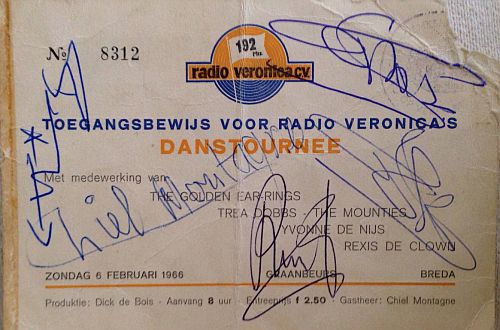 No 8312
192
radio veronica c.v.
TOEGANGSBEWIJS VOOR RADIO VERONICA'S
DANSTOURNEE
Met medewerking van
THE GOLDEN EAR-RINGS
TREA DOBBS - THE MOUNTIES
YVONNE DE NIJS
REXIS DE CLOWN
Chiel Montagne
ZONDAG 6 FEBRUARI 1966 GRAANBEURS BREDA
Produktie: Dick de Bois - Aanvang 8 uur - Entreeprijs f 2.50 - Gastheer: Chiel Montagne